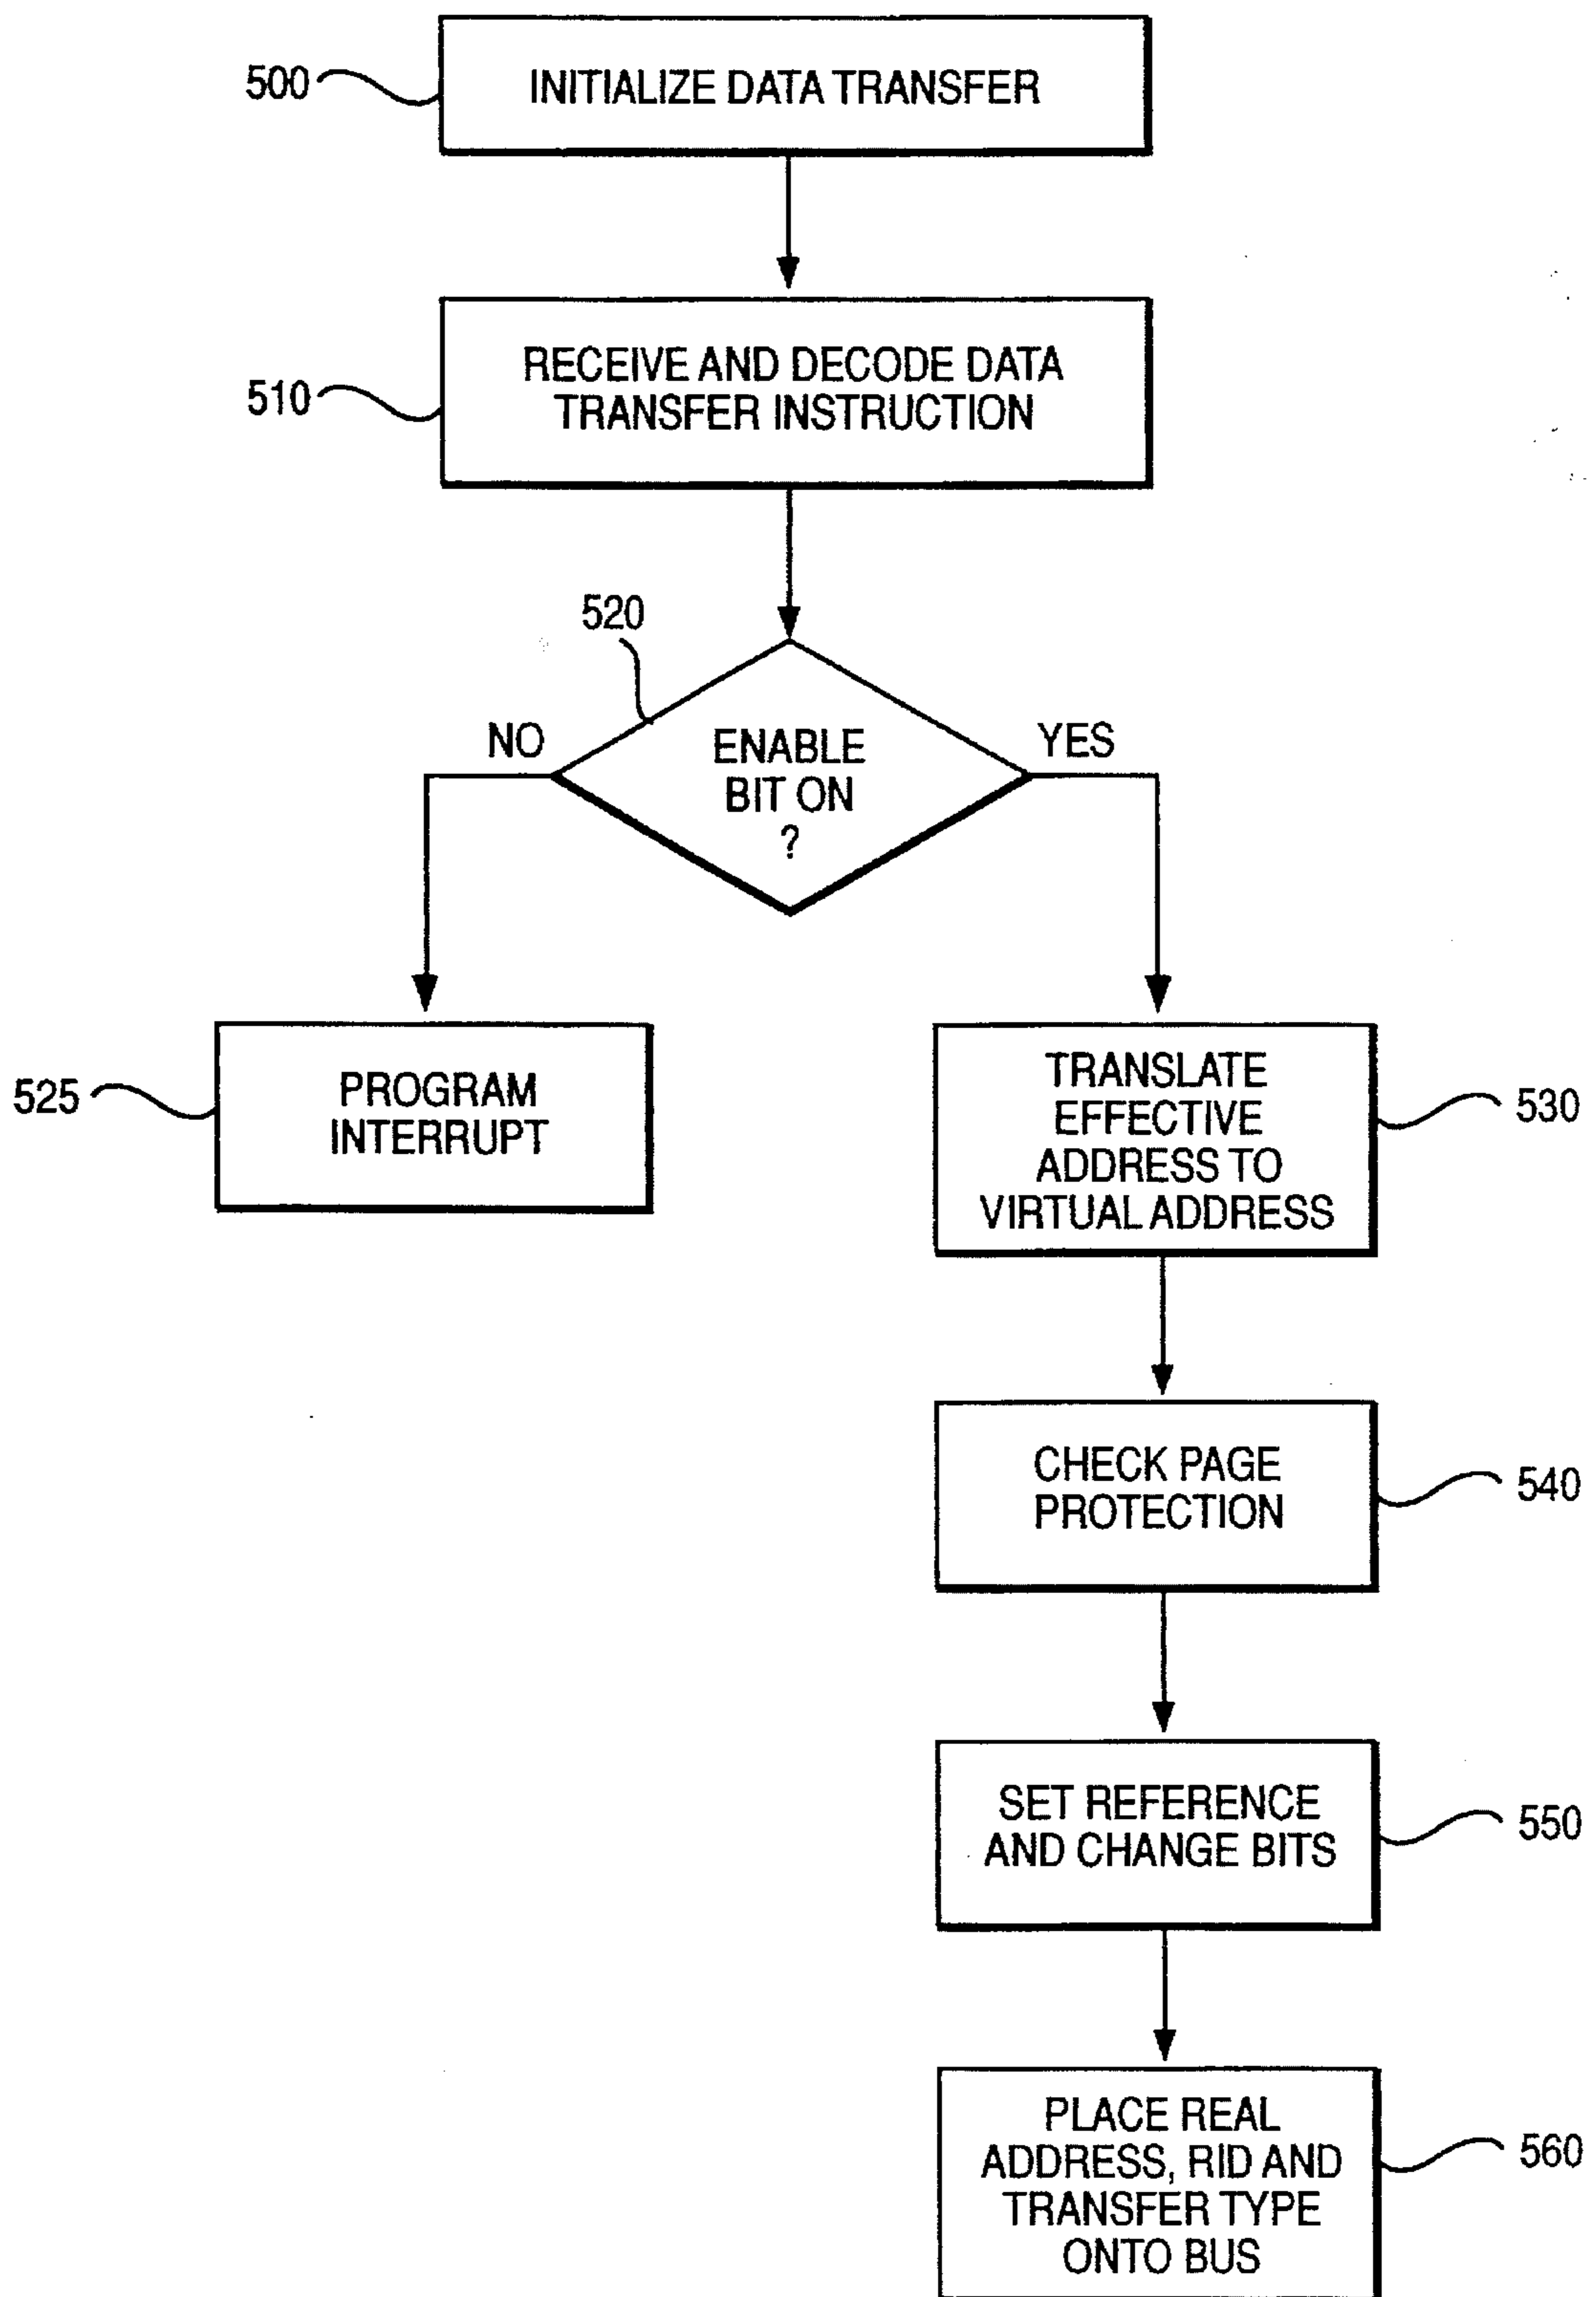 500
INITIALIZE DATA TRANSFER
510
RECEIVE AND DECODE DATA
TRANSFER INSTRUCTION
520
NO
YES
ENABLE
BIT ON
?
525
PROGRAM
INTERRUPT
TRANSLATE
EFFECTIVE
ADDRESS TO
VIRTUAL ADDRESS
530
CHECK PAGE
PROTECTION
540
SET REFERENCE
AND CHANGE BITS
550
PLACE REAL
ADDRESS, RID AND
TRANSFER TYPE
ONTO BUS
560